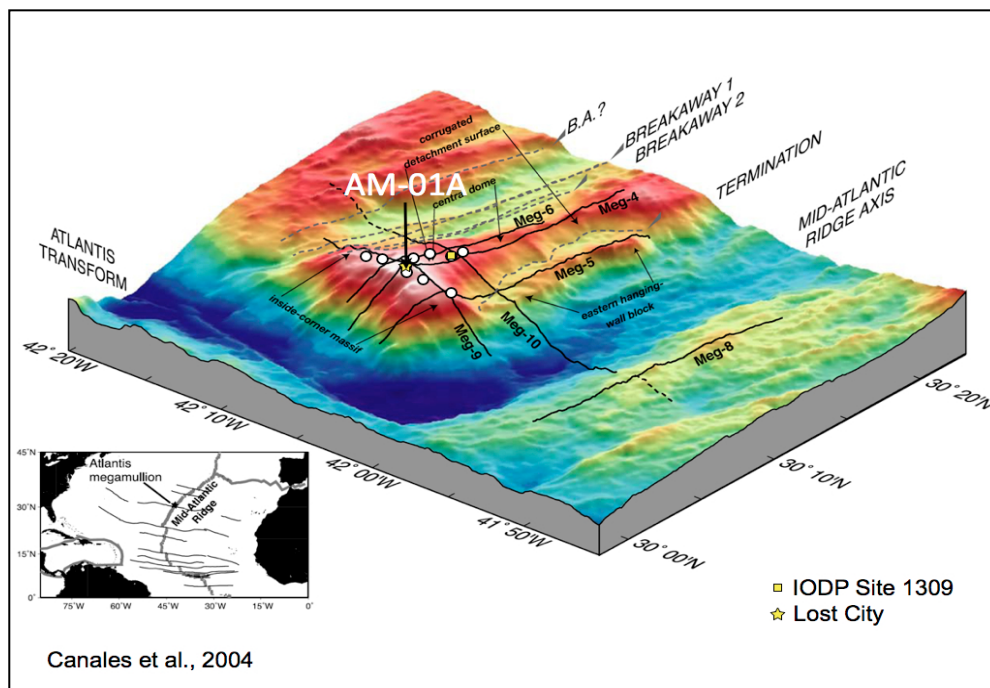 B.A.?
BREAKAWAY 1
BREAKAWAY 2
TERMINATION
MID-ATLANTIC
RIDGE AXIS
corrugated
detachment surface
AM-01A
central dome
Meg-6
Meg-4
Meg-5
ATLANTIS
TRANSFORM
inside-corner massif
eastern hanging-
wall block
Meg-9
Meg-10
Meg-8
42°20'W
42°10'W
42°00'W
41°50'W
30°20'N
30°10'N
30°00'N
45°N
30°N
15°N
0°
75°W
60°W
45°W
30°W
15°W
0°
Atlantis
megamullion
Mid-Atlantic
Ridge
IODP Site 1309
Lost City
Canales et al., 2004